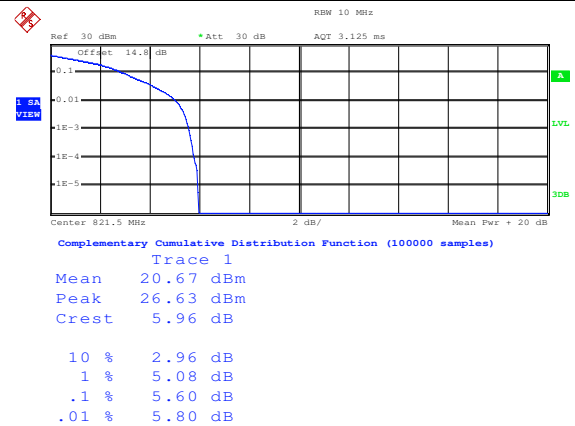 RBW 10 MHz
Ref 30 dBm *Att 30 dB AQT 3.125 ms
Offset 14.8 dB
0.1
A
0.01
1 SA
VIEW
1E-3
LVL
1E-4
1E-5
3DB
Center 821.5 MHz 2 dB/ Mean Pwr + 20 dB
Complementary Cumulative Distribution Function (100000 samples)
Trace 1
Mean 20.67 dBm
Peak 26.63 dBm
Crest 5.96 dB
10 % 2.96 dB
1 % 5.08 dB
.1 % 5.60 dB
.01 % 5.80 dB